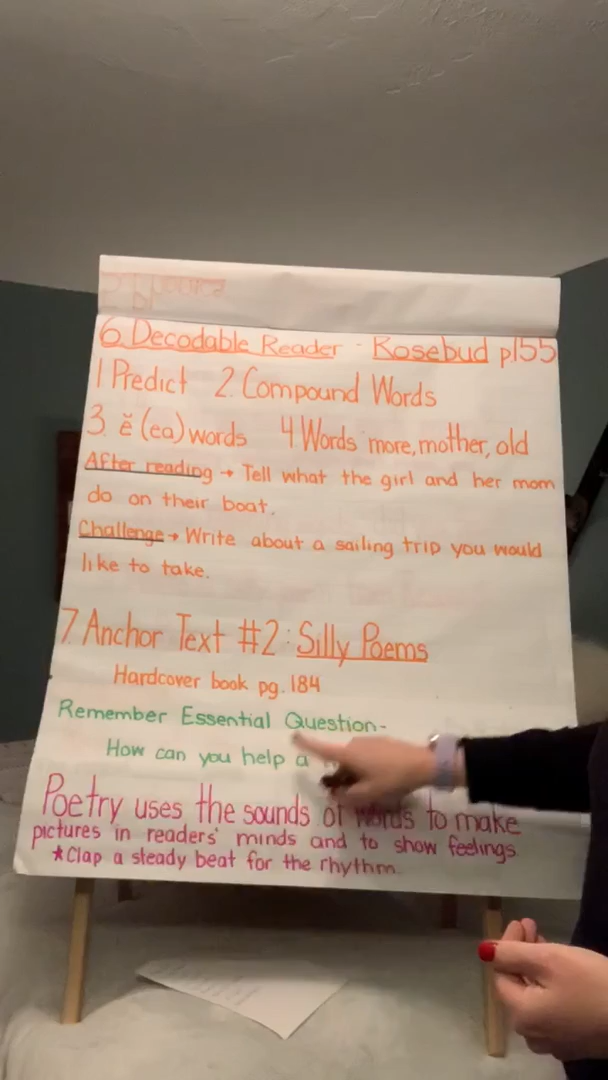 6. Decodable Reader - Rosebud p155
1 Predict 2. Compound Words
3. ĕ (ea) words 4 Words more, mother, old
After reading → Tell what the girl and her mom
do on their boat.
Challenge → Write about a sailing trip you would
like to take.
7. Anchor Text #2: Silly Poems
Hardcover book pg. 184
Remember Essential Question-
How can you help a
Poetry uses the sounds of words to make
pictures in readers' minds and to show feelings.
*Clap a steady beat for the rhythm.